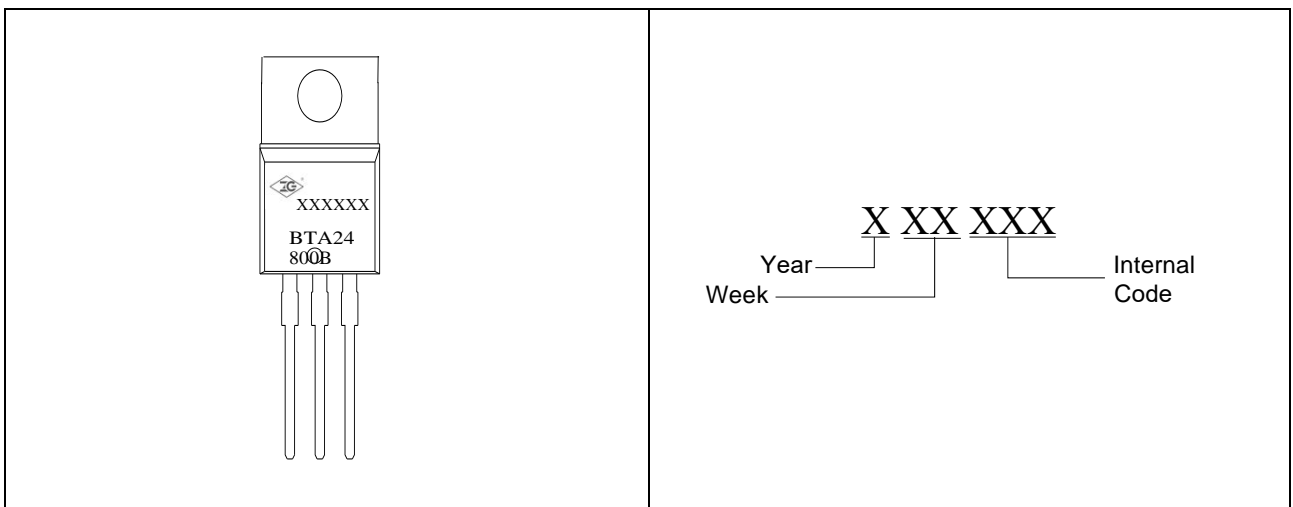 XXXXXX
BTA24
800B
X XX XXX
Year
Week
Internal
Code